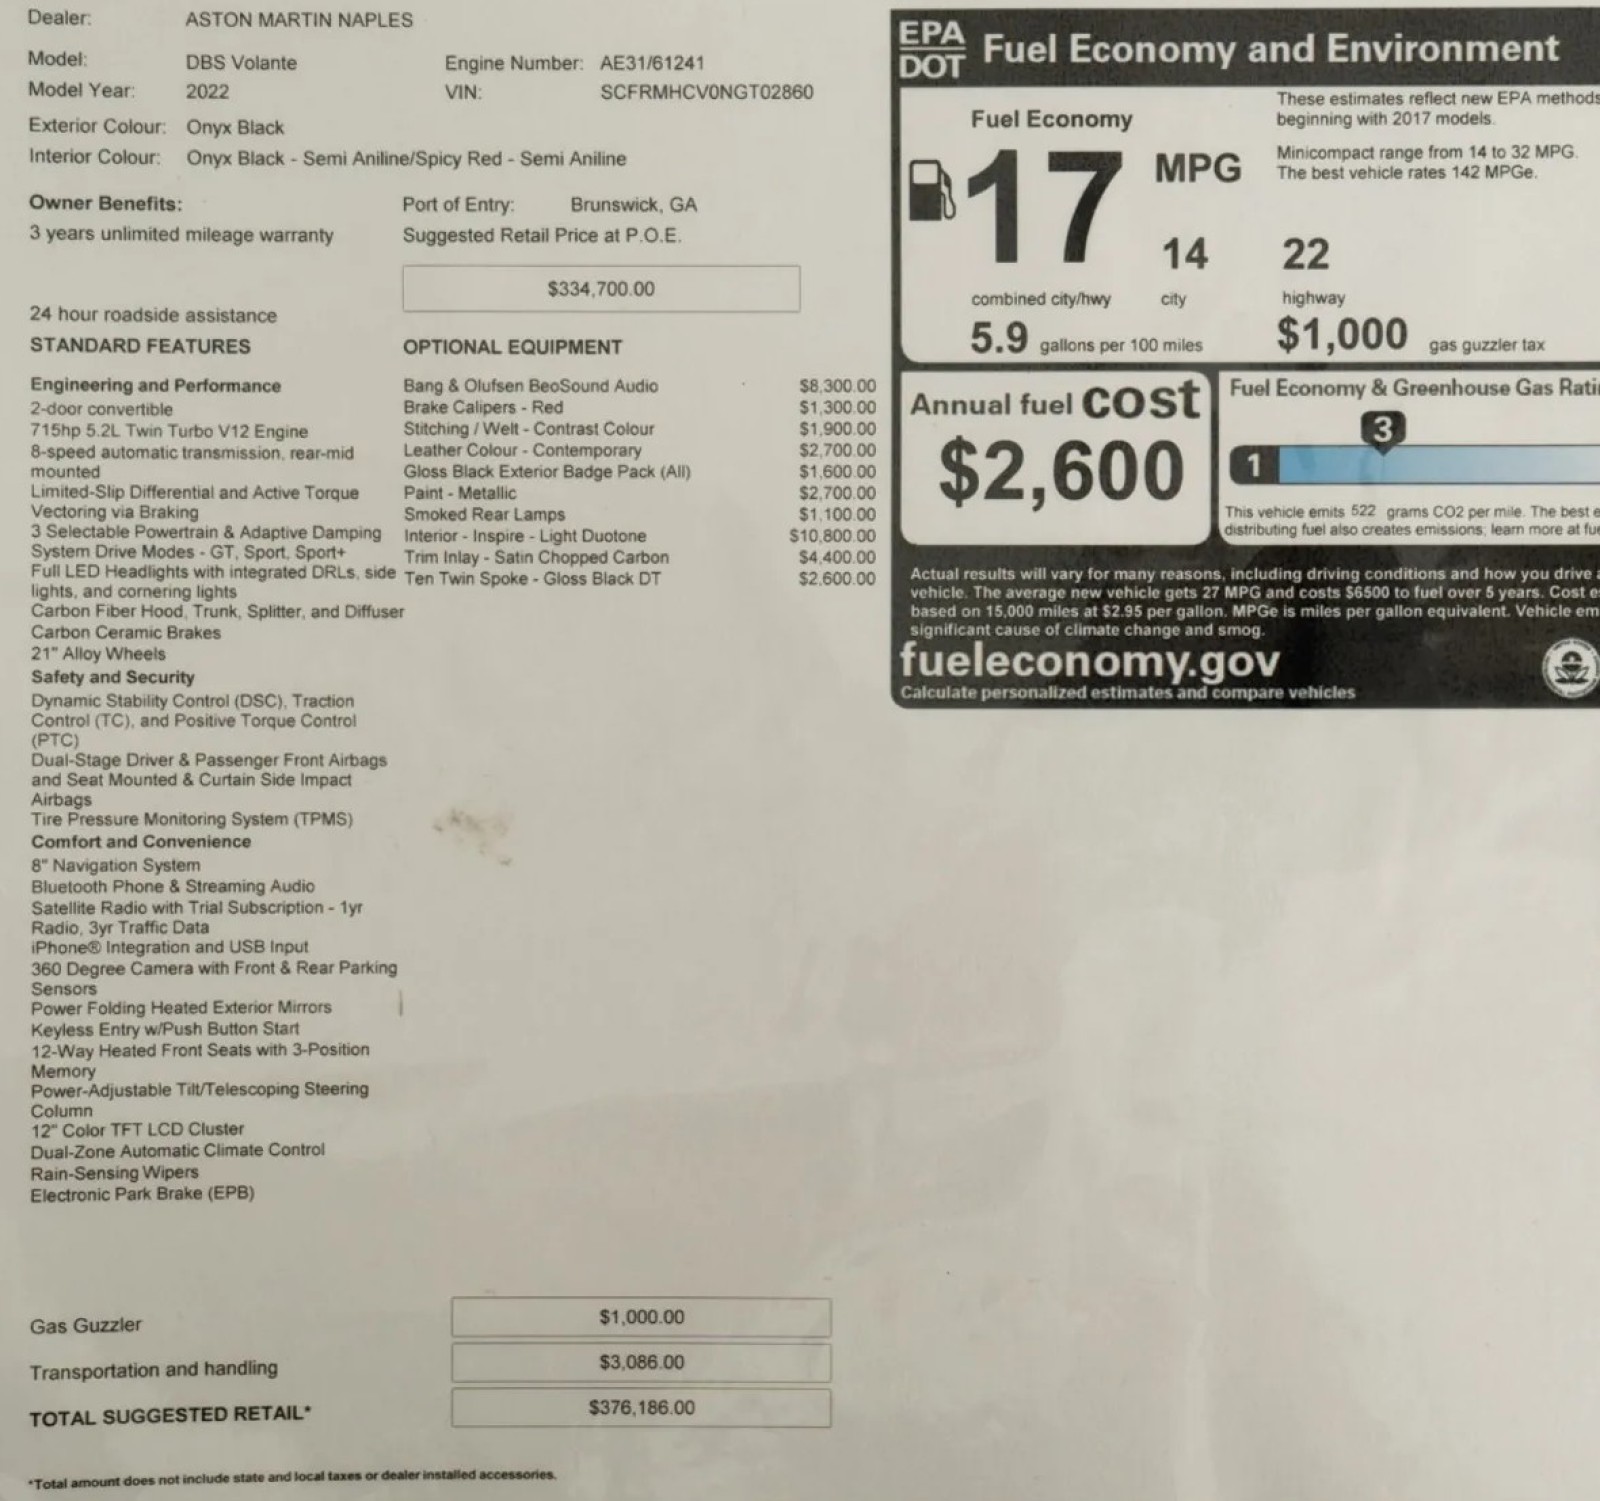 Dealer: ASTON MARTIN NAPLES
Model: DBS Volante Engine Number: AE31/61241
Model Year: 2022 VIN: SCFRMHCV0NGT02860
Exterior Colour: Onyx Black
Interior Colour: Onyx Black - Semi Aniline/Spicy Red - Semi Aniline
Owner Benefits: Port of Entry: Brunswick, GA
3 years unlimited mileage warranty Suggested Retail Price at P.O.E.
$334,700.00
24 hour roadside assistance
STANDARD FEATURES
Engineering and Performance
2-door convertible
715hp 5.2L Twin Turbo V12 Engine
8-speed automatic transmission, rear-mid
mounted
Limited-Slip Differential and Active Torque
Vectoring via Braking
3 Selectable Powertrain & Adaptive Damping
System Drive Modes - GT, Sport, Sport+
Full LED Headlights with integrated DRLs, side
lights, and cornering lights
Carbon Fiber Hood, Trunk, Splitter, and Diffuser
Carbon Ceramic Brakes
21" Alloy Wheels
Safety and Security
Dynamic Stability Control (DSC), Traction
Control (TC), and Positive Torque Control
(PTC)
Dual-Stage Driver & Passenger Front Airbags
and Seat Mounted & Curtain Side Impact
Airbags
Tire Pressure Monitoring System (TPMS)
Comfort and Convenience
8" Navigation System
Bluetooth Phone & Streaming Audio
Satellite Radio with Trial Subscription - 1yr
Radio, 3yr Traffic Data
iPhone® Integration and USB Input
360 Degree Camera with Front & Rear Parking
Sensors
Power Folding Heated Exterior Mirrors
Keyless Entry w/Push Button Start
12-Way Heated Front Seats with 3-Position
Memory
Power-Adjustable Tilt/Telescoping Steering
Column
12" Color TFT LCD Cluster
Dual-Zone Automatic Climate Control
Rain-Sensing Wipers
Electronic Park Brake (EPB)
OPTIONAL EQUIPMENT
Bang & Olufsen BeoSound Audio $8,300.00
Brake Calipers - Red $1,300.00
Stitching / Welt - Contrast Colour $1,900.00
Leather Colour - Contemporary $2,700.00
Gloss Black Exterior Badge Pack (All) $1,600.00
Paint - Metallic $2,700.00
Smoked Rear Lamps $1,100.00
Interior - Inspire - Light Duotone $10,800.00
Trim Inlay - Satin Chopped Carbon $4,400.00
Ten Twin Spoke - Gloss Black DT $2,600.00
Gas Guzzler $1,000.00
Transportation and handling $3,086.00
TOTAL SUGGESTED RETAIL* $376,186.00
*Total amount does not include state and local taxes or dealer installed accessories.
EPA
DOT
Fuel Economy and Environment
Fuel Economy
These estimates reflect new EPA methods
beginning with 2017 models.
17 MPG
Minicompact range from 14 to 32 MPG.
The best vehicle rates 142 MPGe.
14 22
combined city/hwy city highway
5.9 gallons per 100 miles $1,000 gas guzzler tax
Annual fuel cost
$2,600
Fuel Economy & Greenhouse Gas Rati
3
1
This vehicle emits 522 grams CO2 per mile. The best e
distributing fuel also creates emissions; learn more at fue
Actual results will vary for many reasons, including driving conditions and how you drive a
vehicle. The average new vehicle gets 27 MPG and costs $6500 to fuel over 5 years. Cost e
based on 15,000 miles at $2.95 per gallon. MPGe is miles per gallon equivalent. Vehicle em
significant cause of climate change and smog.
fueleconomy.gov
Calculate personalized estimates and compare vehicles